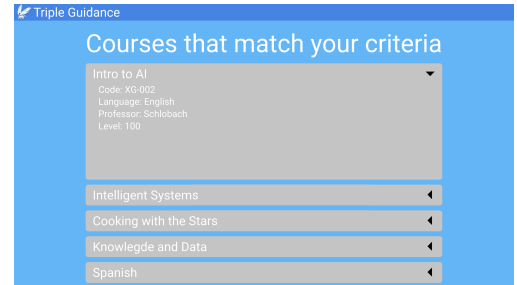 Triple Guidance
Courses that match your criteria
Intro to AI
Code: XG-002
Language: English
Professor: Schlobach
Level: 100
Intelligent Systems
Cooking with the Stars
Knowlegde and Data
Spanish